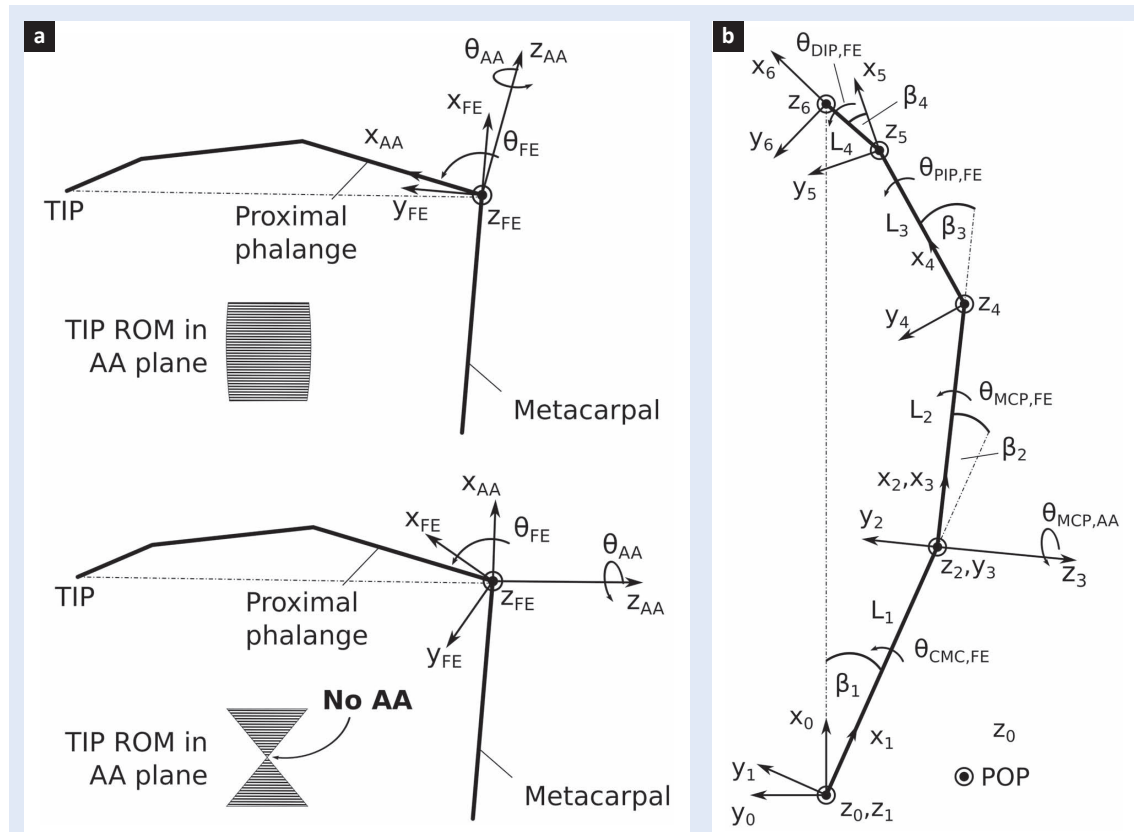 a
θAA
zAA
xFE
xAA
θFE
yFE
zFE
TIP
Proximal
phalange
TIP ROM in
AA plane
Metacarpal
xAA
xFE
θFE
θAA
TIP
Proximal
phalange
zFE
zAA
yFE
No AA
TIP ROM in
AA plane
Metacarpal
b
θDIP,FE
x6
x5
z6
β4
z5
y6
L4
y5
θPIP,FE
L3
β3
x4
z4
y4
θMCP,FE
L2
β2
x2,x3
y2
θMCP,AA
z2,y3
z3
L1
θCMC,FE
β1
x0
x1
z0
y1
POP
y0
z0,z1